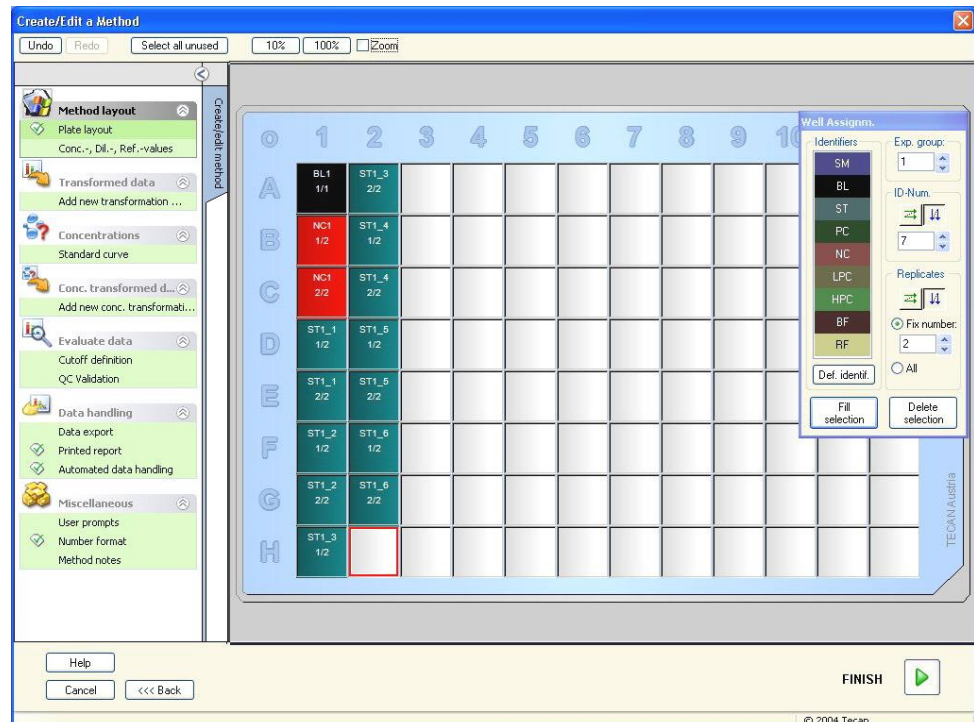 Create/Edit a Method
Undo Redo Select all unused 10% 100% Zoom
Method layout
Plate layout
Conc.-, Dil.-, Ref.-values
Transformed data
Add new transformation ...
Concentrations
Standard curve
Conc. transformed d...
Add new conc. transformati...
Evaluate data
Cutoff definition
QC Validation
Data handling
Data export
Printed report
Automated data handling
Miscellaneous
User prompts
Number format
Method notes
Create/edit method
o 1 2 3 4 5 6 7 8 9 10
A
BL1 ST1_3
1/1 2/2
B
NC1 ST1_4
1/2 1/2
C
NC1 ST1_4
2/2 2/2
D
ST1_1 ST1_5
1/2 1/2
E
ST1_1 ST1_5
2/2 2/2
F
ST1_2 ST1_6
1/2 1/2
G
ST1_2 ST1_6
2/2 2/2
H
ST1_3
1/2
TECAN Austria
Well Assignm.
Identifiers
SM
BL
ST
PC
NC
LPC
HPC
BF
RF
Def. identif.
Exp. group:
1
ID-Num.
7
Replicates
Fix number:
2
All
Fill selection
Delete selection
Help
Cancel <<< Back
FINISH
© 2004 Tecan